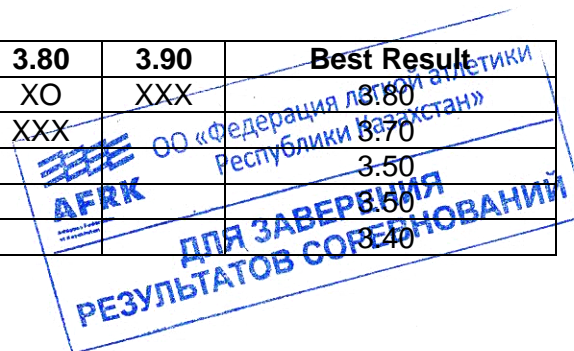 3.80 3.90 Best Result
XO XXX 3.80
XXX 3.70
3.50
3.50
3.40
ОО «Федерация легкой атлетики
Республики Казахстан»
AFRK
ДЛЯ ЗАВЕРЕНИЯ
РЕЗУЛЬТАТОВ СОРЕВНОВАНИЙ